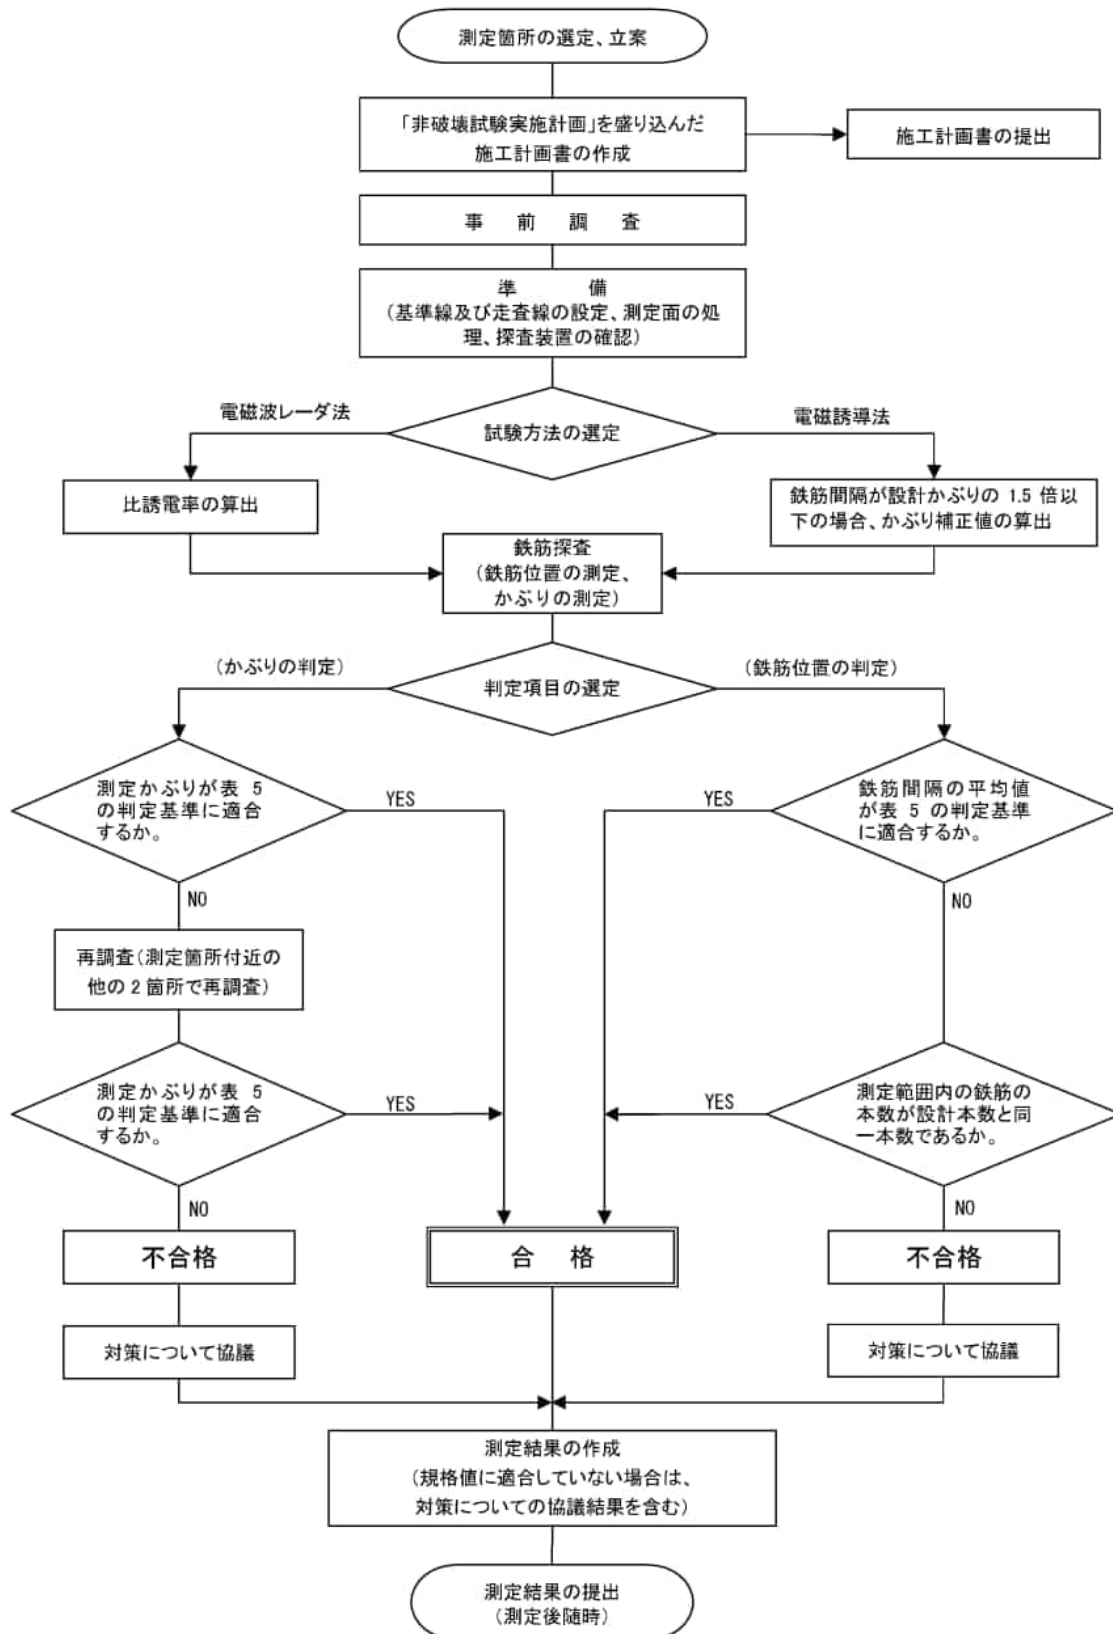 測定箇所の選定、立案
「非破壊試験実施計画」を盛り込んだ
施工計画書の作成
施工計画書の提出
事 前 調 査
準 備
(基準線及び走査線の設定、測定面の処
理、探査装置の確認)
電磁波レーダ法
試験方法の選定
電磁誘導法
比誘電率の算出
鉄筋間隔が設計かぶりの 1.5 倍以
下の場合、かぶり補正値の算出
鉄筋探査
(鉄筋位置の測定、
かぶりの測定)
(かぶりの判定)
判定項目の選定
(鉄筋位置の判定)
測定かぶりが表 5
の判定基準に適合
するか。
YES
YES
鉄筋間隔の平均値
が表 5 の判定基準
に適合するか。
NO
NO
再調査(測定箇所付近の
他の 2 箇所で再調査)
測定かぶりが表 5
の判定基準に適合
するか。
YES
YES
測定範囲内の鉄筋の
本数が設計本数と同
一本数であるか。
NO
NO
不合格
合 格
不合格
対策について協議
対策について協議
測定結果の作成
(規格値に適合していない場合は、
対策についての協議結果を含む)
測定結果の提出
(測定後随時)